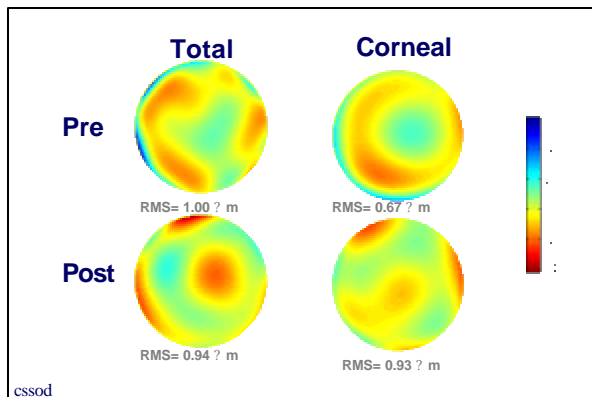 Total Corneal
Pre
RMS= 1.00 ? m RMS= 0.67 ? m
Post
RMS= 0.94 ? m RMS= 0.93 ? m
cssod